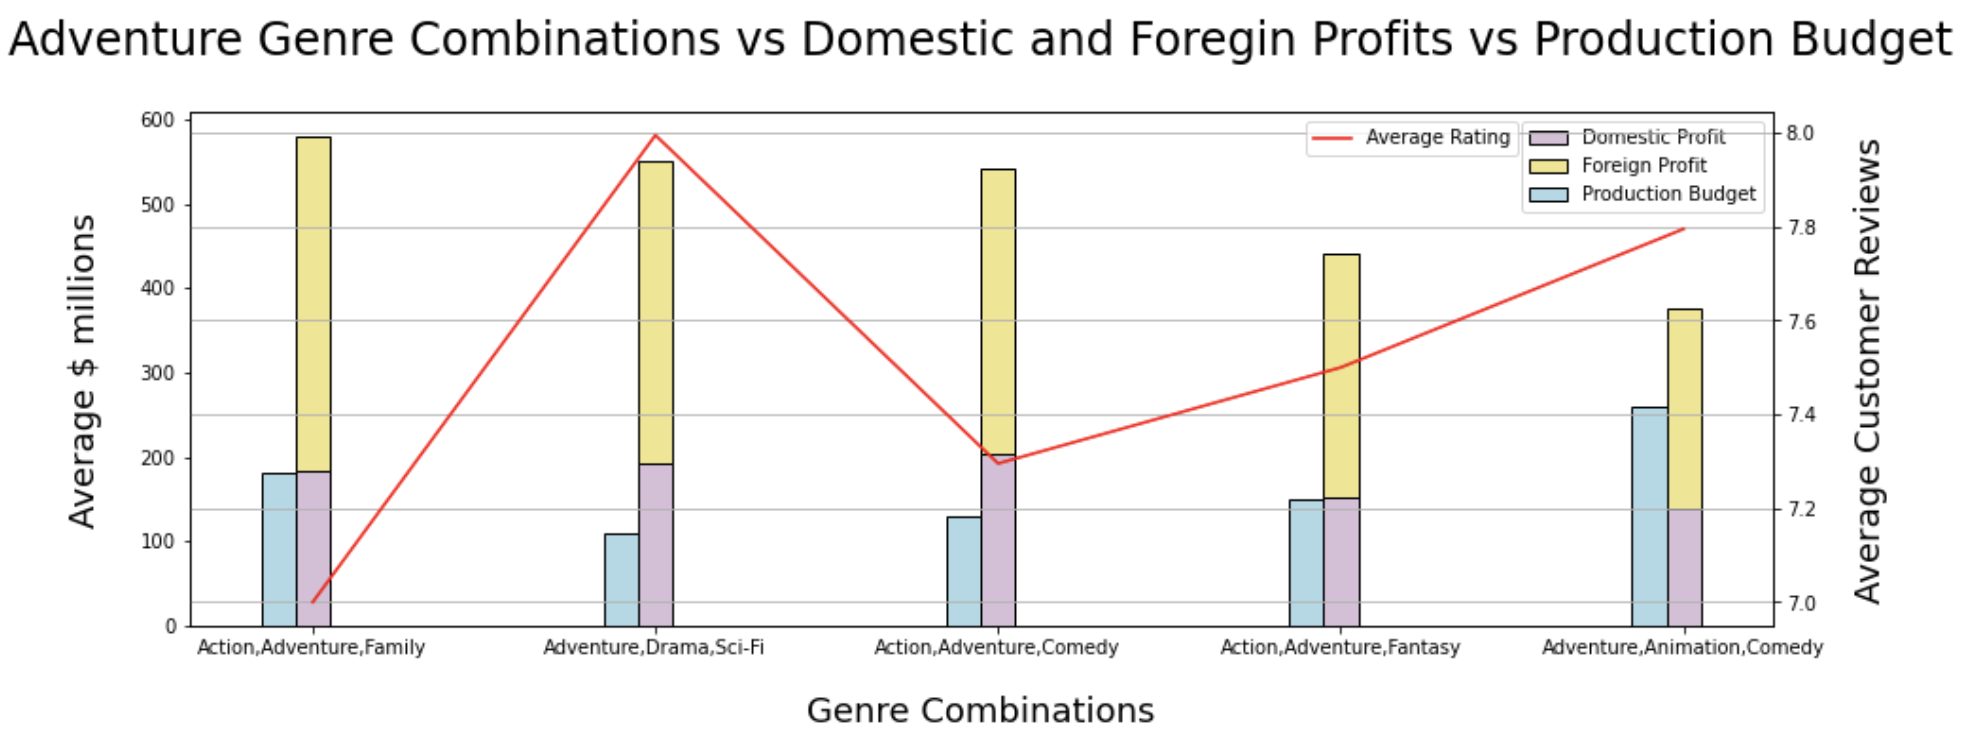 Adventure Genre Combinations vs Domestic and Foregin Profits vs Production Budget
Average $ millions
600
500
400
300
200
100
0
Average Rating
Domestic Profit
Foreign Profit
Production Budget
8.0
7.8
7.6
7.4
7.2
7.0
Average Customer Reviews
Action,Adventure,Family
Adventure,Drama,Sci-Fi
Action,Adventure,Comedy
Action,Adventure,Fantasy
Adventure,Animation,Comedy
Genre Combinations